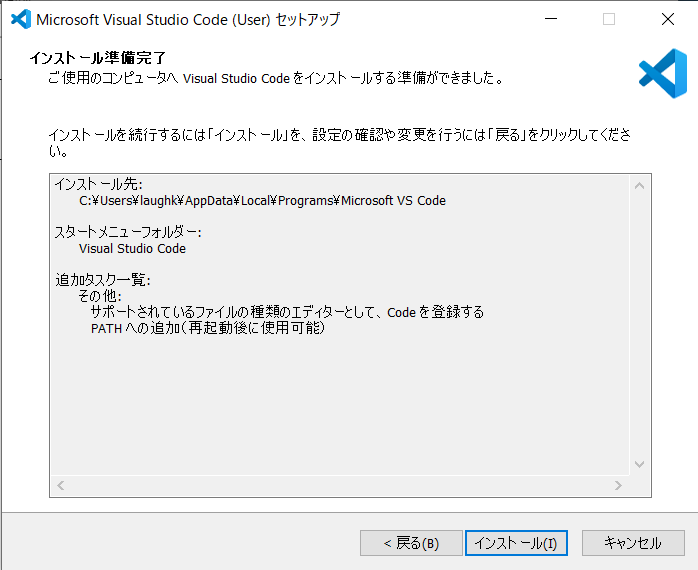 Microsoft Visual Studio Code (User) セットアップ
インストール準備完了
ご使用のコンピュータへ Visual Studio Code をインストールする準備ができました。
インストールを続行するには「インストール」を、設定の確認や変更を行うには「戻る」をクリックしてくださ
い。
インストール先:
C:¥Users¥laughk¥AppData¥Local¥Programs¥Microsoft VS Code
スタートメニューフォルダー:
Visual Studio Code
追加タスク一覧:
その他:
サポートされているファイルの種類のエディターとして、Code を登録する
PATH への追加(再起動後に使用可能)
< 戻る(B)
インストール(I)
キャンセル